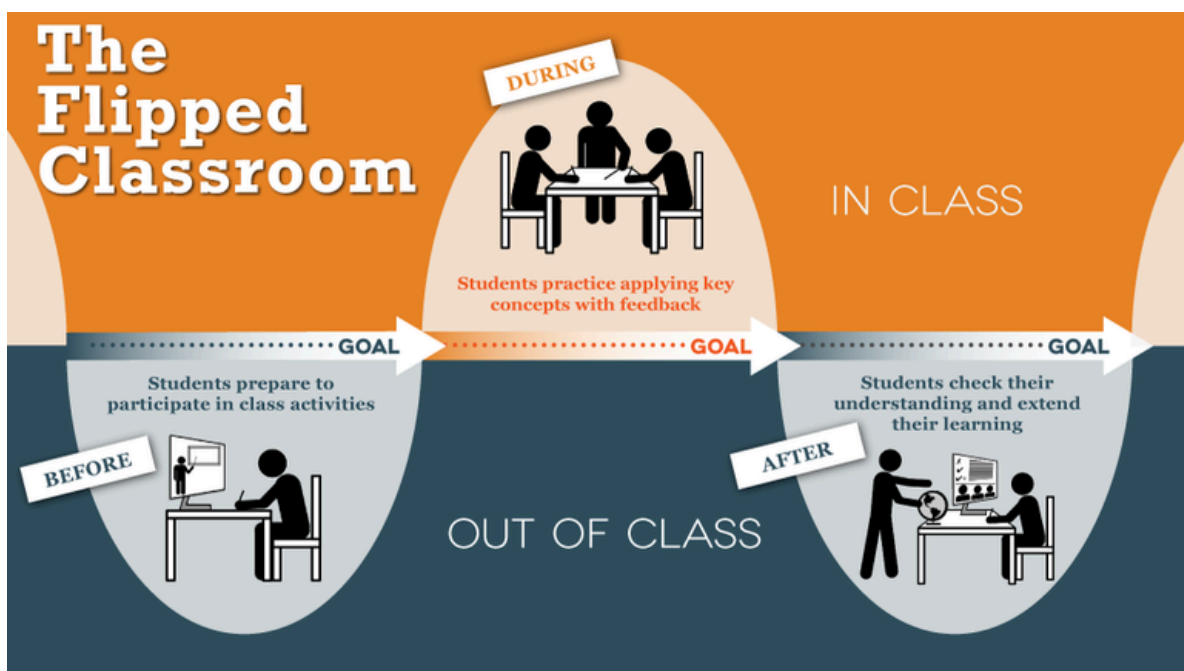 The
Flipped
Classroom
DURING
IN CLASS
Students practice applying key
concepts with feedback
GOAL
GOAL
GOAL
Students prepare to
participate in class activities
BEFORE
OUT OF CLASS
Students check their
understanding and extend
their learning
AFTER